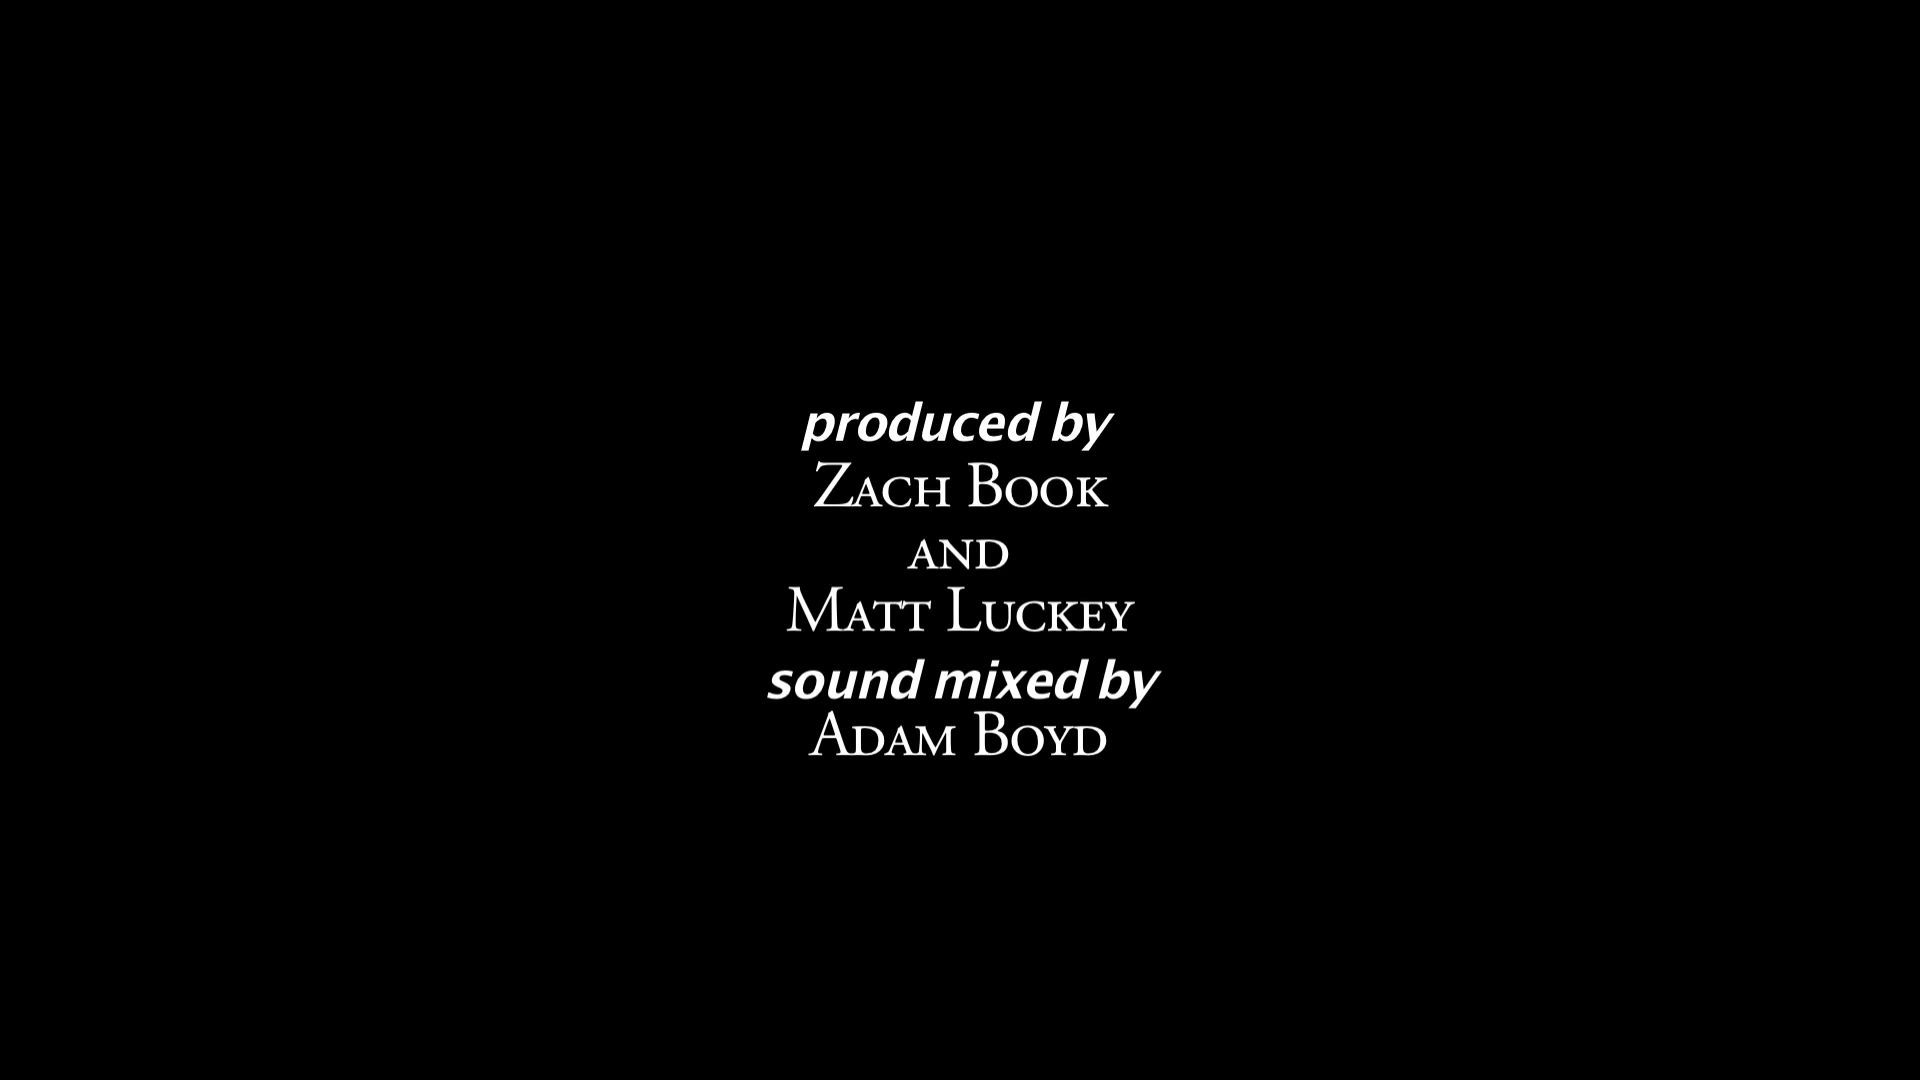 produced by
Zach Book
and
Matt Luckey
sound mixed by
Adam Boyd